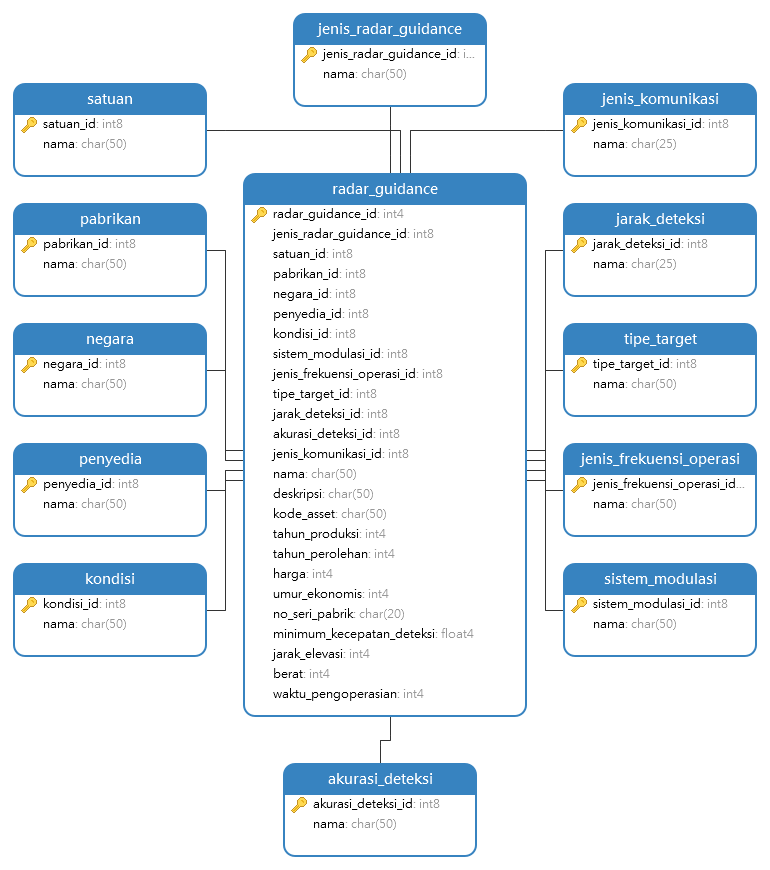 jenis_radar_guidance
jenis_radar_guidance_id: i...
nama: char(50)
satuan
satuan_id: int8
nama: char(50)
jenis_komunikasi
jenis_komunikasi_id: int8
nama: char(25)
radar_guidance
radar_guidance_id: int4
jenis_radar_guidance_id: int8
satuan_id: int8
pabrikan_id: int8
negara_id: int8
penyedia_id: int8
kondisi_id: int8
sistem_modulasi_id: int8
jenis_frekuensi_operasi_id: int8
tipe_target_id: int8
jarak_deteksi_id: int8
akurasi_deteksi_id: int8
jenis_komunikasi_id: int8
nama: char(50)
deskripsi: char(50)
kode_asset: char(50)
tahun_produksi: int4
tahun_perolehan: int4
harga: int4
umur_ekonomis: int4
no_seri_pabrik: char(20)
minimum_kecepatan_deteksi: float4
jarak_elevasi: int4
berat: int4
waktu_pengoperasian: int4
pabrikan
pabrikan_id: int8
nama: char(50)
jarak_deteksi
jarak_deteksi_id: int8
nama: char(25)
negara
negara_id: int8
nama: char(50)
tipe_target
tipe_target_id: int8
nama: char(50)
penyedia
penyedia_id: int8
nama: char(50)
jenis_frekuensi_operasi
jenis_frekuensi_operasi_id...
nama: char(50)
kondisi
kondisi_id: int8
nama: char(50)
sistem_modulasi
sistem_modulasi_id: int8
nama: char(50)
akurasi_deteksi
akurasi_deteksi_id: int8
nama: char(50)